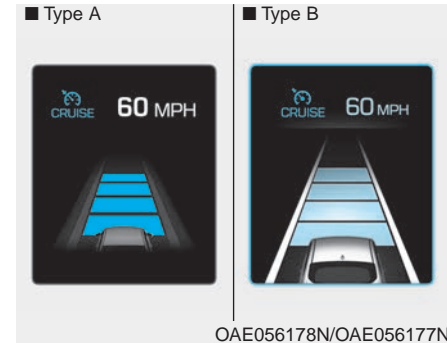 ■ Type A
■ Type B
CRUISE 60 MPH
CRUISE 60 MPH
OAE056178N/OAE056177N